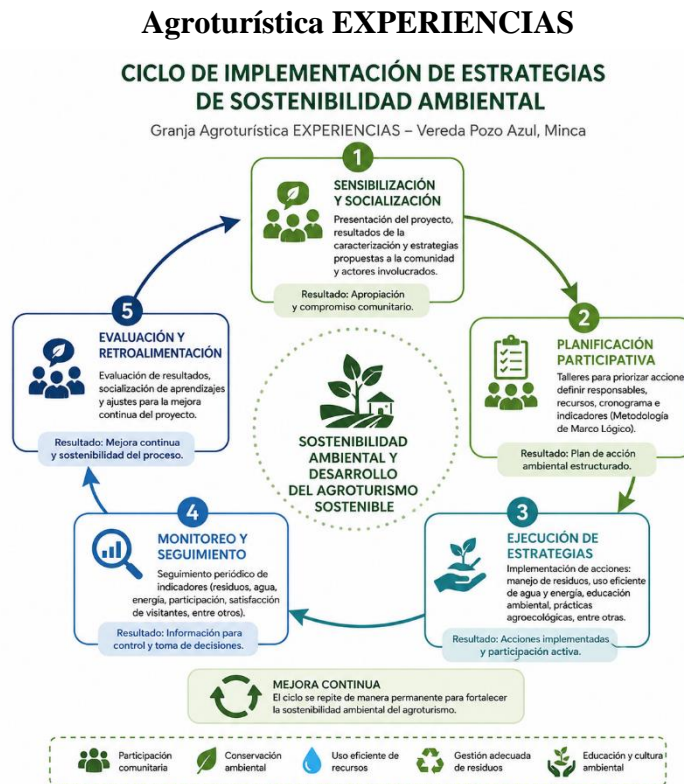 Agroturística EXPERIENCIAS
CICLO DE IMPLEMENTACIÓN DE ESTRATEGIAS
DE SOSTENIBILIDAD AMBIENTAL
Granja Agroturística EXPERIENCIAS – Vereda Pozo Azul, Minca
1
SENSIBILIZACIÓN
Y SOCIALIZACIÓN
Presentación del proyecto,
resultados de la
caracterización y estrategias
propuestas a la comunidad
y actores involucrados.
Resultado: Apropiación
y compromiso comunitario.
2
PLANIFICACIÓN
PARTICIPATIVA
Talleres para priorizar accione
definir responsables,
recursos, cronograma e
indicadores (Metodología
de Marco Lógico).
Resultado: Plan de acción
ambiental estructurado.
3
EJECUCIÓN DE
ESTRATEGIAS
Implementación de acciones:
manejo de residuos, uso eficiente
de agua y energía, educación
ambiental, prácticas
agroecológicas, entre otras.
Resultado: Acciones implementadas
y participación activa.
4
MONITOREO Y
SEGUIMIENTO
Seguimiento periódico de
indicadores (residuos, agua,
energía, participación, satisfacción
de visitantes, entre otros).
Resultado: Información para
control y toma de decisiones.
5
EVALUACIÓN Y
RETROALIMENTACIÓN
Evaluación de resultados,
socialización de aprendizajes
y ajustes para la mejora
continua del proyecto.
Resultado: Mejora continua
y sostenibilidad del proceso.
SOSTENIBILIDAD
AMBIENTAL Y
DESARROLLO
DEL AGROTURISMO
SOSTENIBLE
MEJORA CONTINUA
El ciclo se repite de manera permanente para fortalecer
la sostenibilidad ambiental del agroturismo.
Participación
comunitaria
Conservación
ambiental
Uso eficiente de
recursos
Gestión adecuada
de residuos
Educación y cultura
ambiental